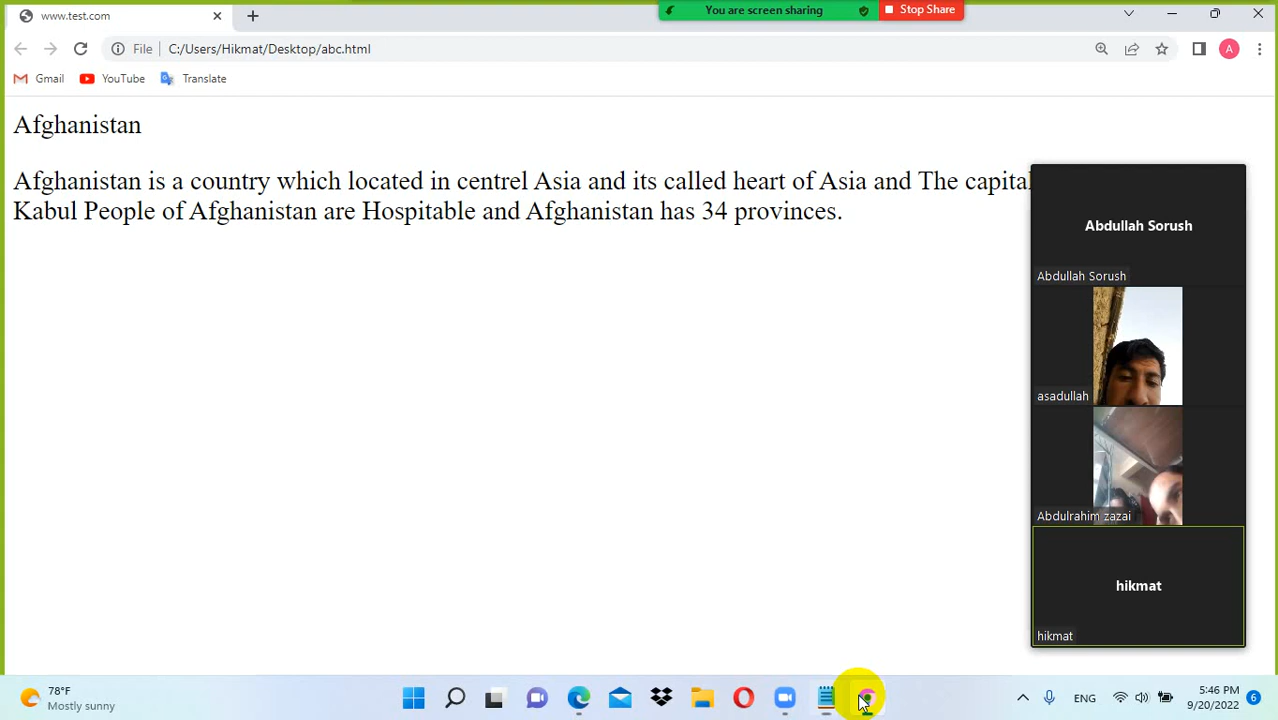 www.test.com
You are screen sharing
Stop Share
File
C:/Users/Hikmat/Desktop/abc.html
A
Gmail
YouTube
Translate
Afghanistan
Afghanistan is a country which located in centrel Asia and its called heart of Asia and The capital
Kabul People of Afghanistan are Hospitable and Afghanistan has 34 provinces.
Abdullah Sorush
Abdullah Sorush
asadullah
Abdulrahim zazai
hikmat
hikmat
78°F
Mostly sunny
ENG
5:46 PM
9/20/2022
6